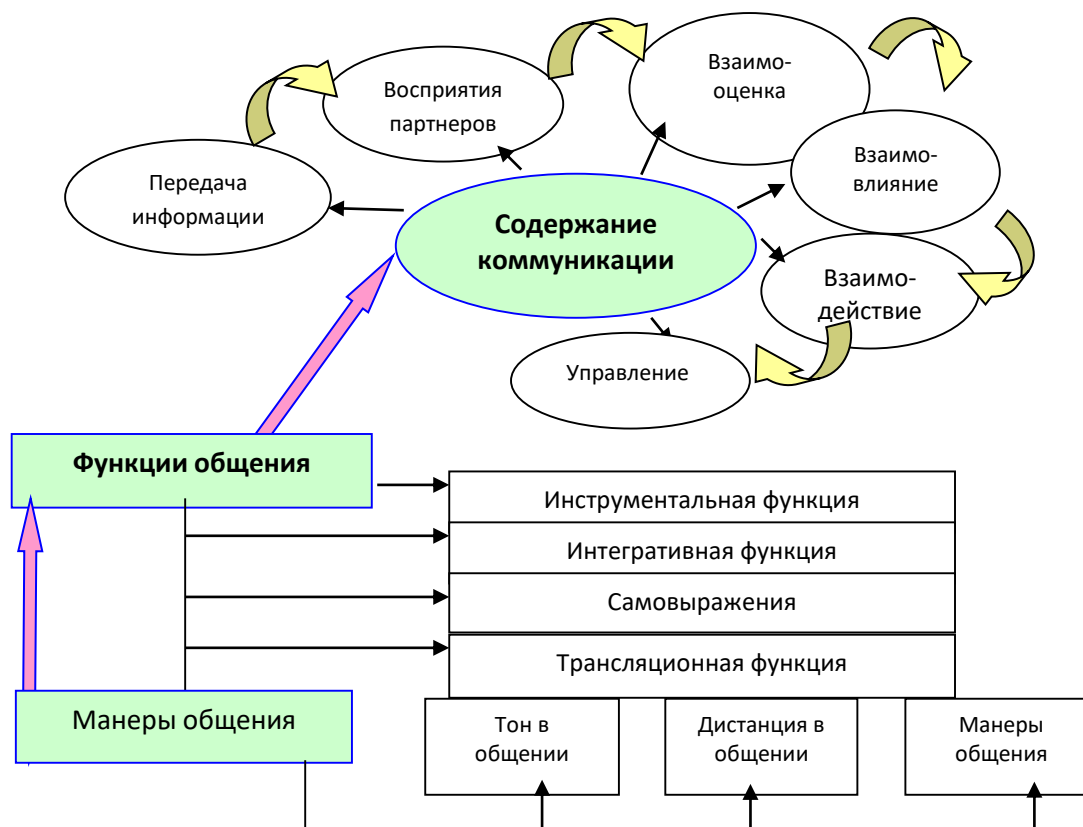 Взаимо-
оценка
Восприятия
партнеров
Взаимо-
влияние
Передача
информации
Содержание
коммуникации
Взаимо-
действие
Управление
Функции общения
Инструментальная функция
Интегративная функция
Самовыражения
Трансляционная функция
Манеры общения
Тон в
общении
Дистанция в
общении
Манеры
общения